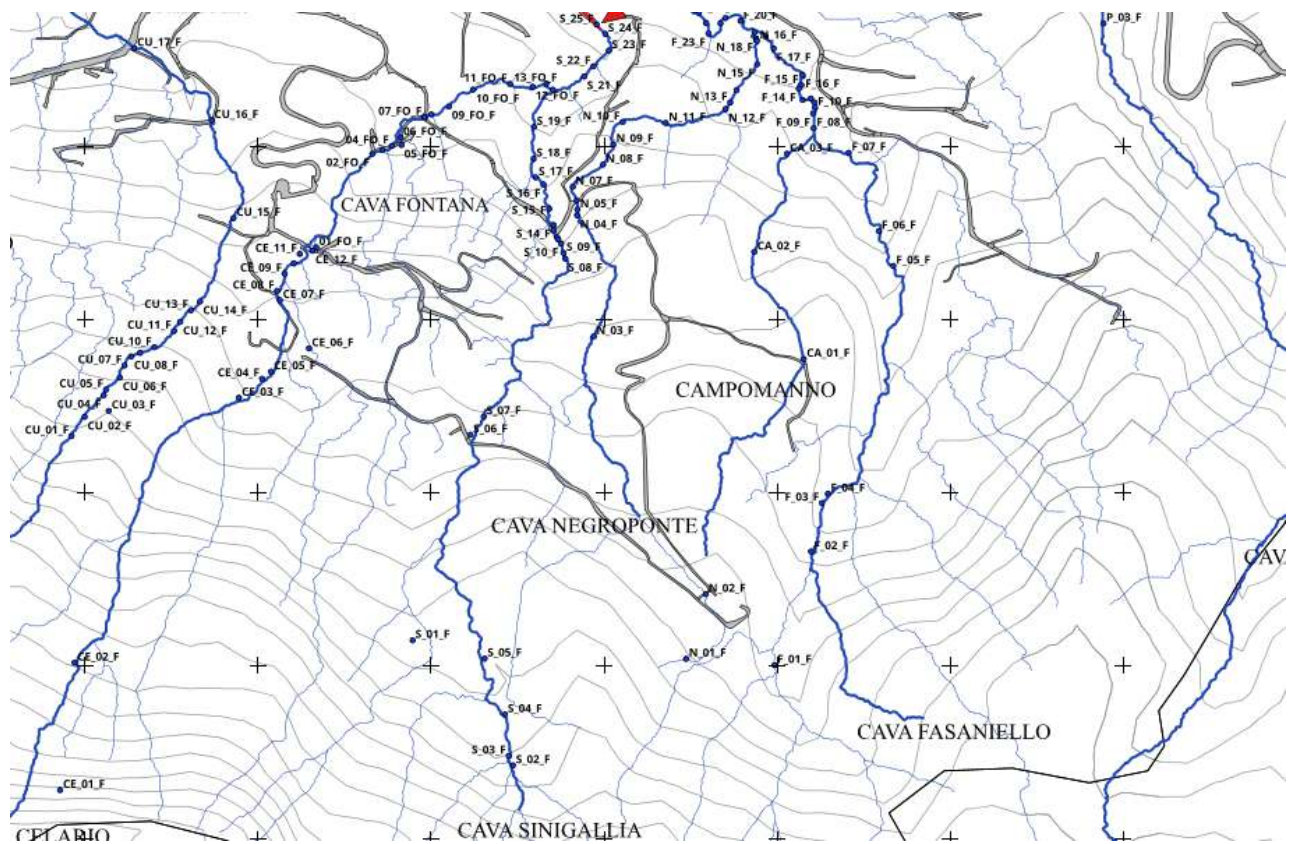 S_25_F
S_24_F
F_20_F
P_03_F
CU_17_F
S_23_F
F_23_F
N_18_F
N_16_F
F_17_F
S_22_F
N_15_F
F_15_F
F_16_F
11_FO_F
13_FO_F
S_21_F
10_FO_F
12_FO_F
N_13_F
F_14_F
F_10_F
07_FO_F
09_FO_F
CU_16_F
S_19_F
N_10_F
N_11_F
N_12_F
F_09_F
F_08_F
04_FO_F
06_FO_F
05_FO_F
N_09_F
02_FO_F
S_18_F
N_08_F
CA_03_F
F_07_F
S_17_F
N_07_F
S_16_F
CAVA FONTANA
S_15_F
N_05_F
CU_15_F
N_04_F
S_14_F
F_06_F
01_FO_F
CE_11_F
CE_12_F
S_10_F
S_09_F
CA_02_F
CE_09_F
S_08_F
F_05_F
CE_08_F
CE_07_F
CU_13_F
CU_14_F
CU_11_F
CU_12_F
N_03_F
CU_10_F
CE_06_F
CU_07_F
CU_08_F
CA_01_F
CE_04_F
CE_05_F
CU_05_F
CU_06_F
CE_03_F
CAMPOMANNO
CU_04_F
CU_03_F
S_07_F
CU_02_F
CU_01_F
S_06_F
F_03_F
F_04_F
CAVA NEGROPONTE
F_02_F
CAV
N_02_F
S_01_F
S_05_F
N_01_F
F_01_F
CE_02_F
S_04_F
CAVA FASANIELLO
S_03_F
S_02_F
CE_01_F
CELARIO
CAVA SINIGALLIA